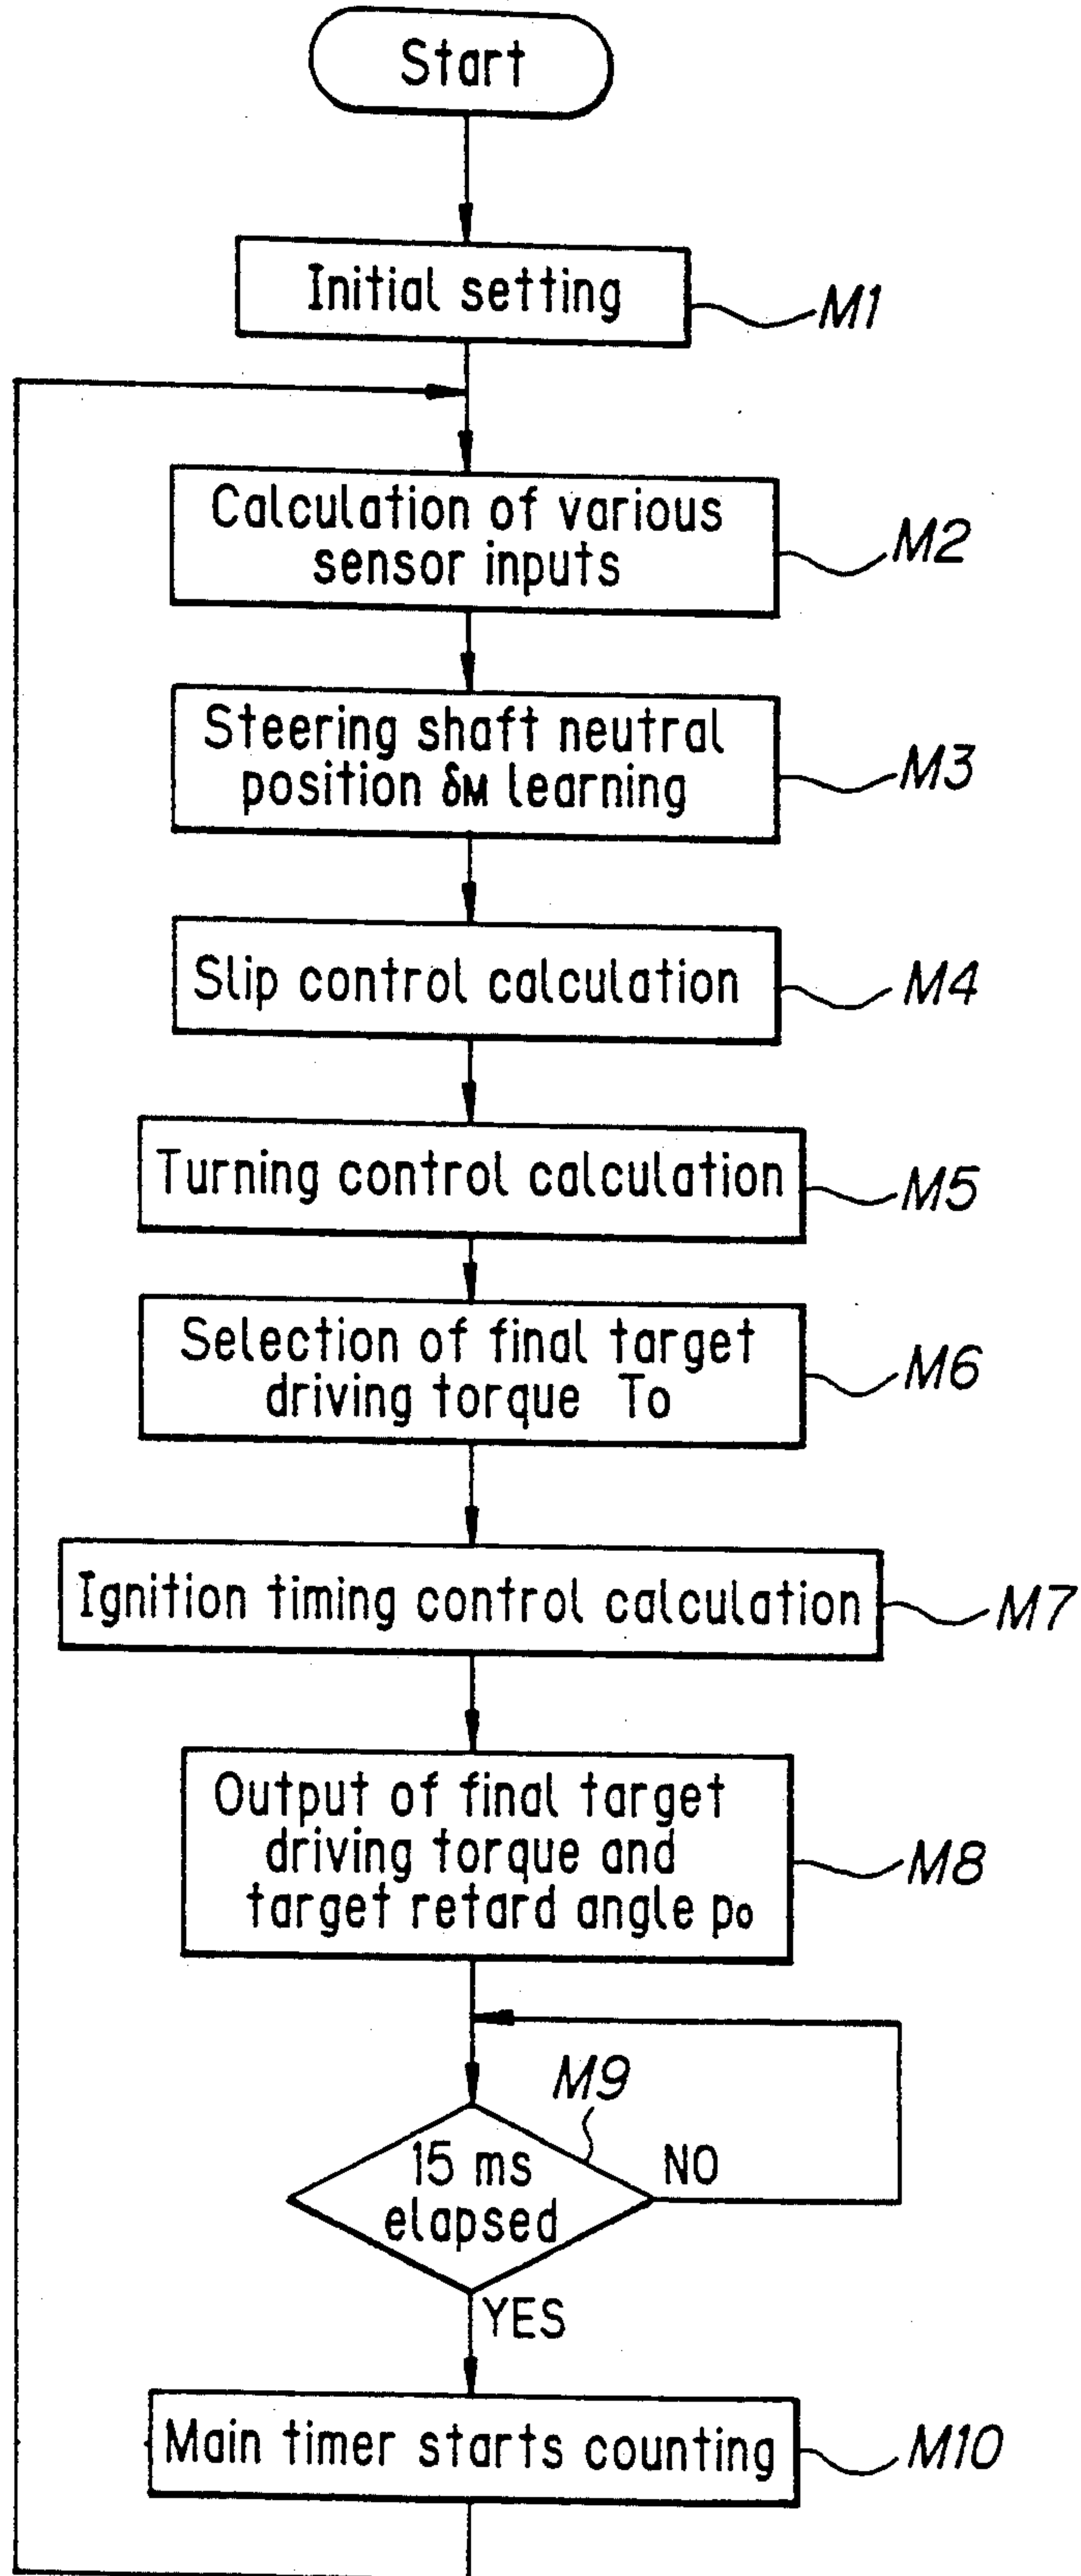 Start
Initial setting
M1
Calculation of various
sensor inputs
M2
Steering shaft neutral
position δM learning
M3
Slip control calculation
M4
Turning control calculation
M5
Selection of final target
driving torque To
M6
Ignition timing control calculation
M7
Output of final target
driving torque and
target retard angle po
M8
M9
15 ms
elapsed
NO
YES
Main timer starts counting
M10